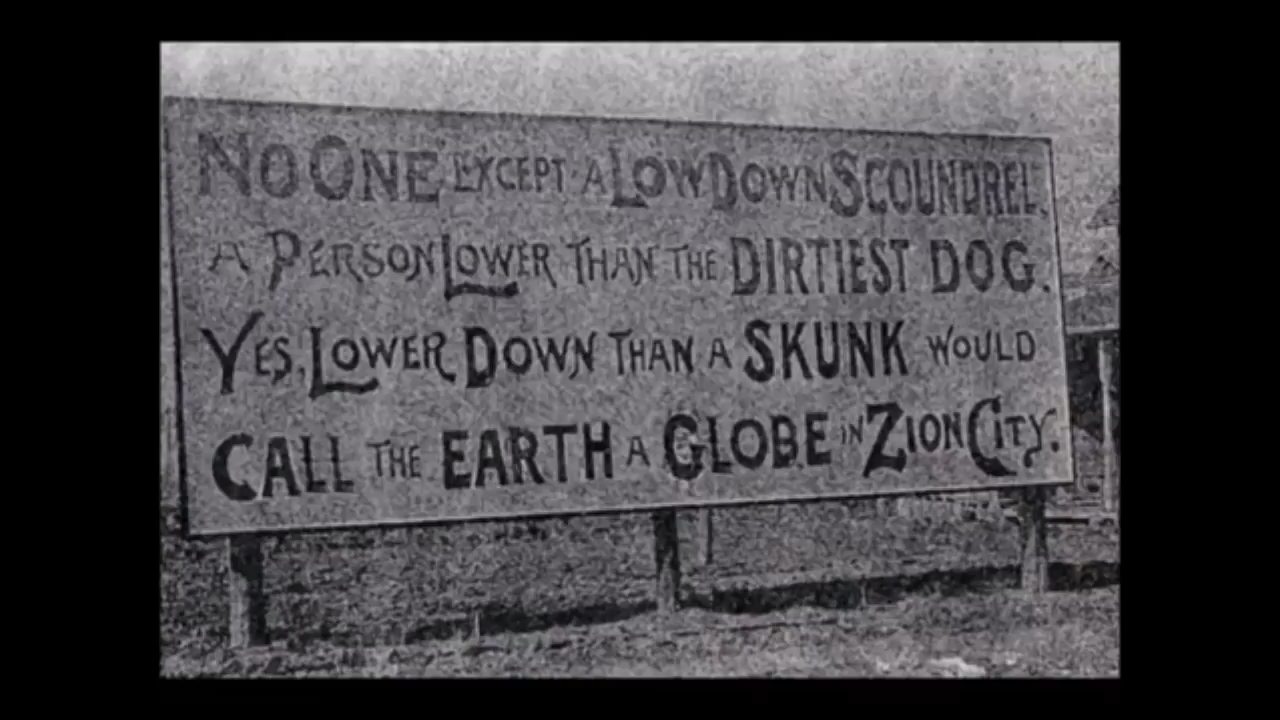 NO ONE EXCEPT A LOW DOWN SCOUNDREL,
A PERSON LOWER THAN THE DIRTIEST DOG.
YES, LOWER DOWN THAN A SKUNK WOULD
CALL THE EARTH A GLOBE IN ZION CITY.